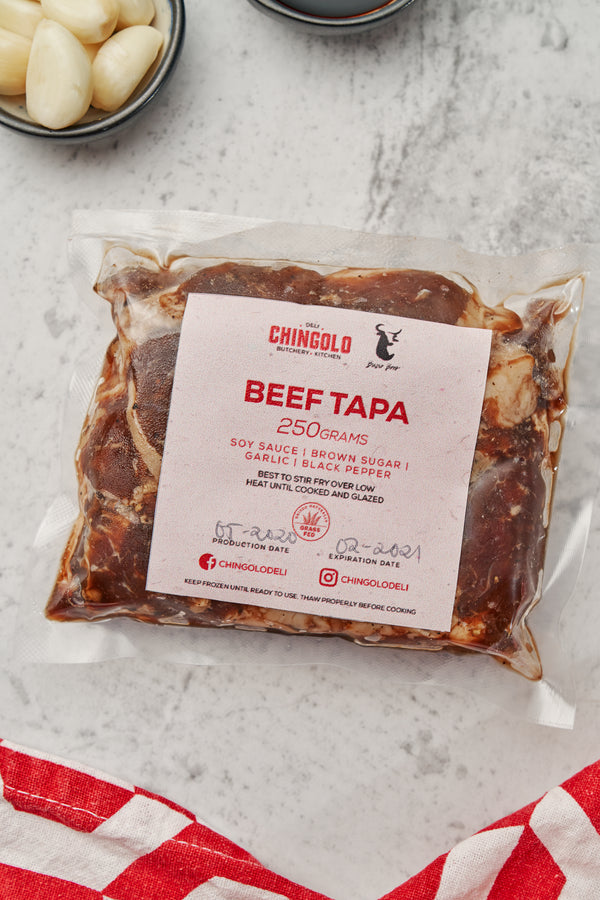 DELI
CHINGOLO
BUTCHERY • KITCHEN
BEEF TAPA
250GRAMS
SOY SAUCE | BROWN SUGAR |
GARLIC | BLACK PEPPER
BEST TO STIR FRY OVER LOW
HEAT UNTIL COOKED AND GLAZED
GRASS
FED
05-2020 02-2021
PRODUCTION DATE EXPIRATION DATE
CHINGOLODELI CHINGOLODELI
KEEP FROZEN UNTIL READY TO USE. THAW PROPERLY BEFORE COOKING